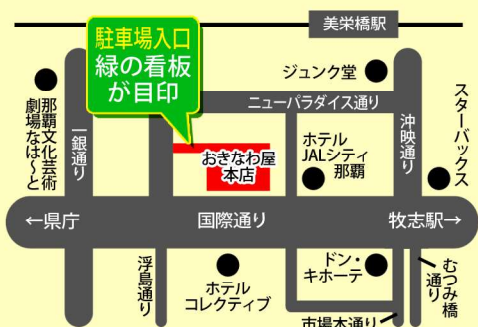 美栄橋駅
駐車場入口
緑の看板
が目印
ジュンク堂
ニューパラダイス通り
那覇文化芸術
劇場なは〜と
一銀通り
おきなわ屋
本店
ホテル
JALシティ
那覇
沖映通り
スターバックス
←県庁
国際通り
牧志駅→
浮島通り
ホテル
コレクティブ
ドン・
キホーテ
むつみ橋
通り
市場本通り